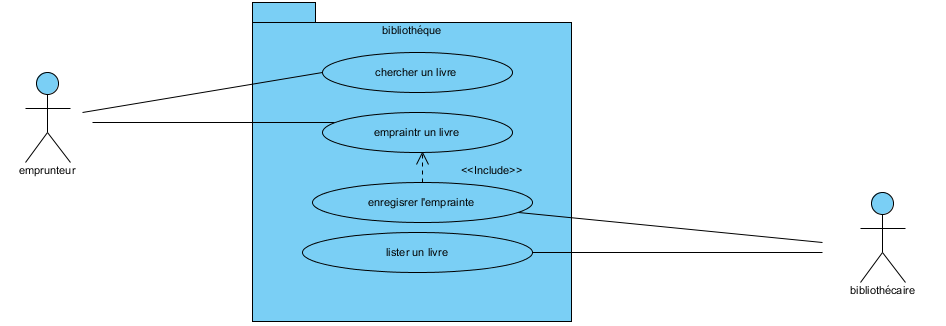 bibliothéque
chercher un livre
empraintr un livre
<<Include>>
enregisrer l'emprainte
lister un livre
emprunteur
bibliothécaire